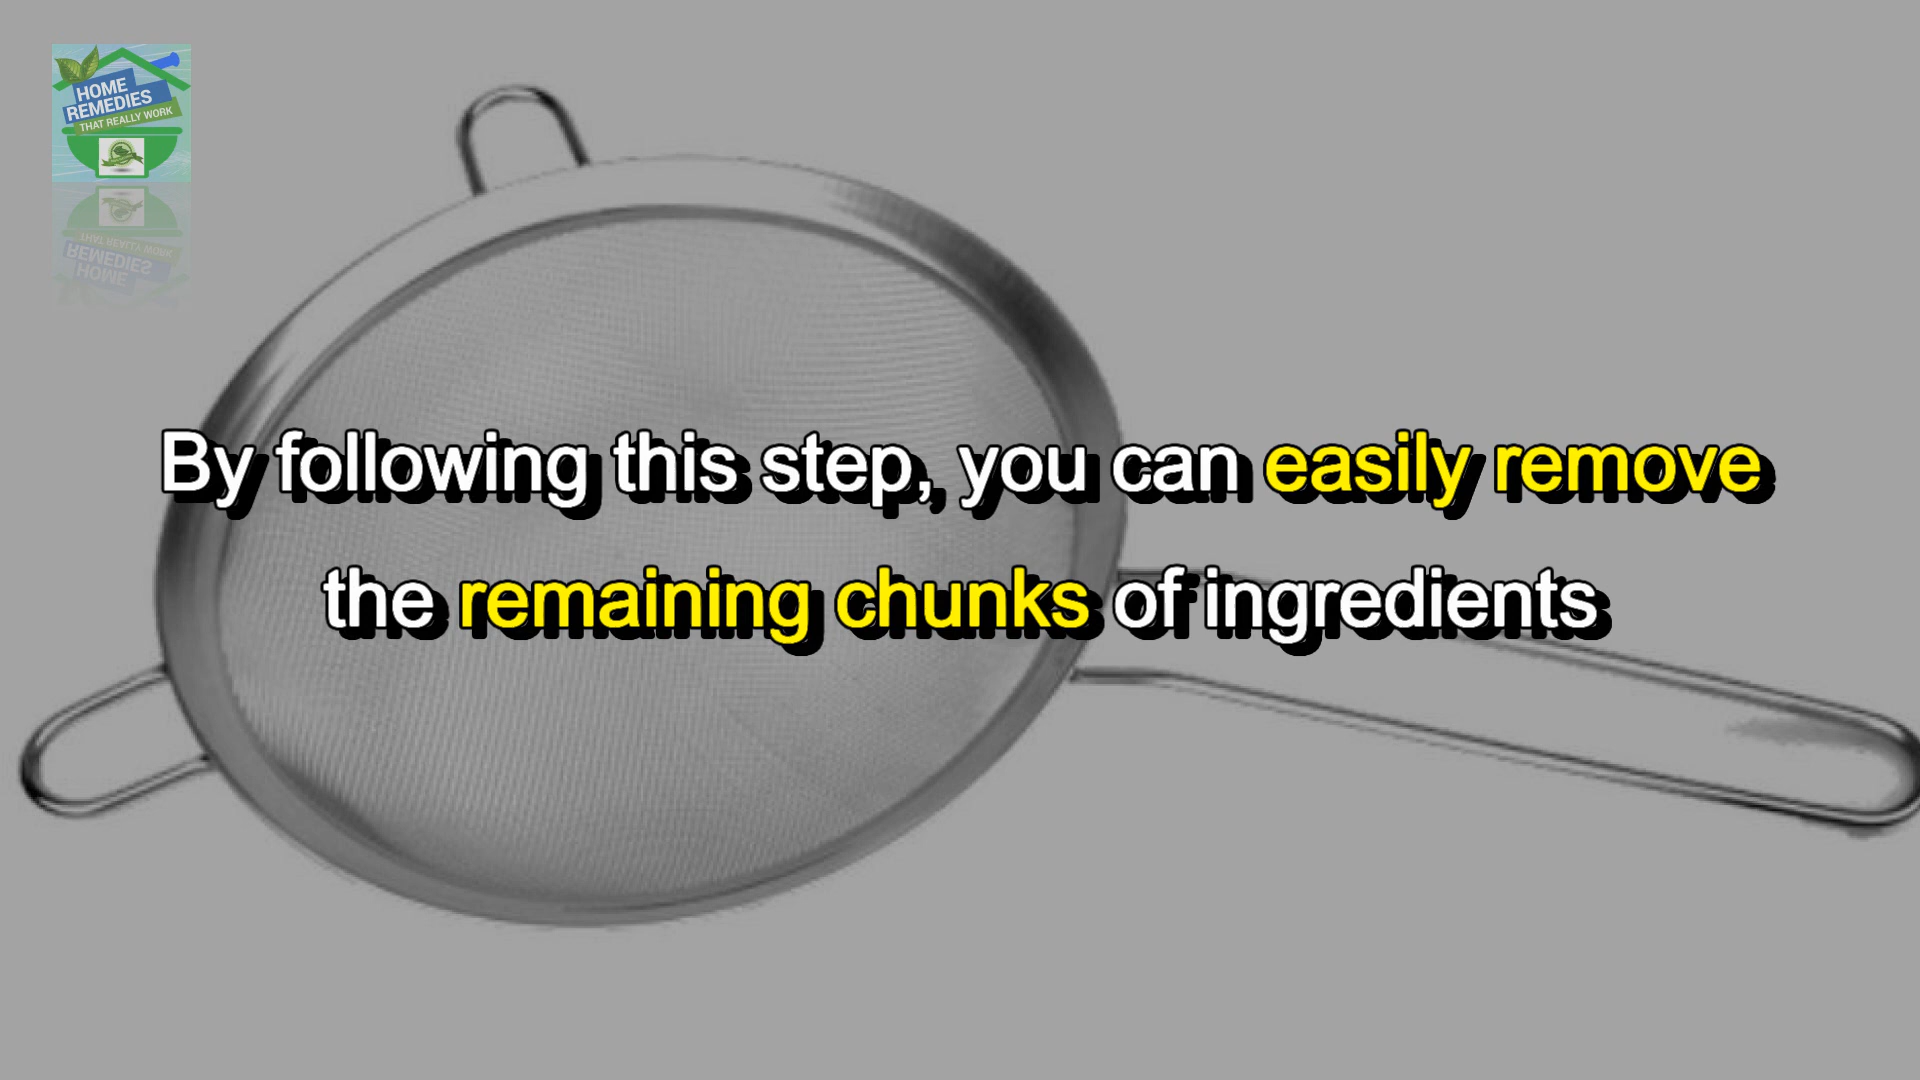 HOME
REMEDIES
THAT REALLY WORK
By following this step, you can easily remove
the remaining chunks of ingredients